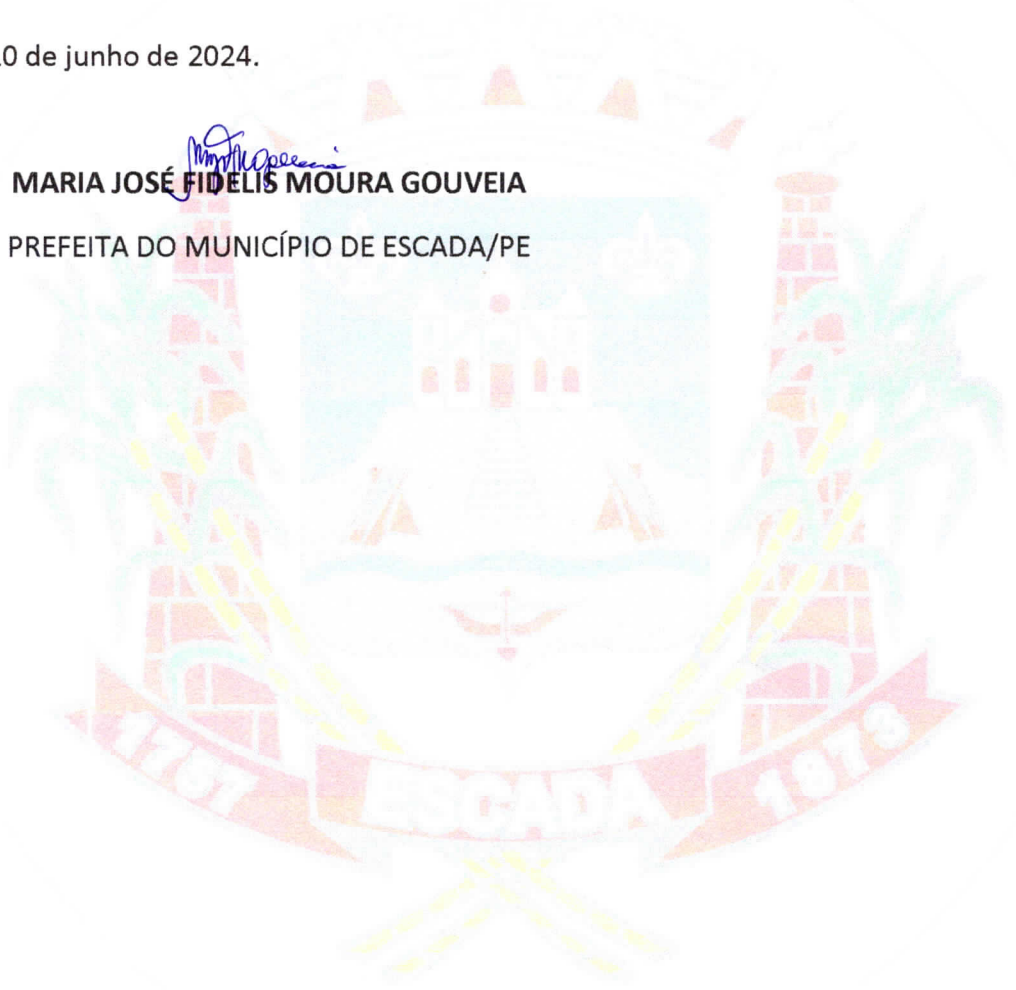 0 de junho de 2024.
MARIA JOSÉ FIDELIS MOURA GOUVEIA
PREFEITA DO MUNICÍPIO DE ESCADA/PE
1757
ESCADA
1873